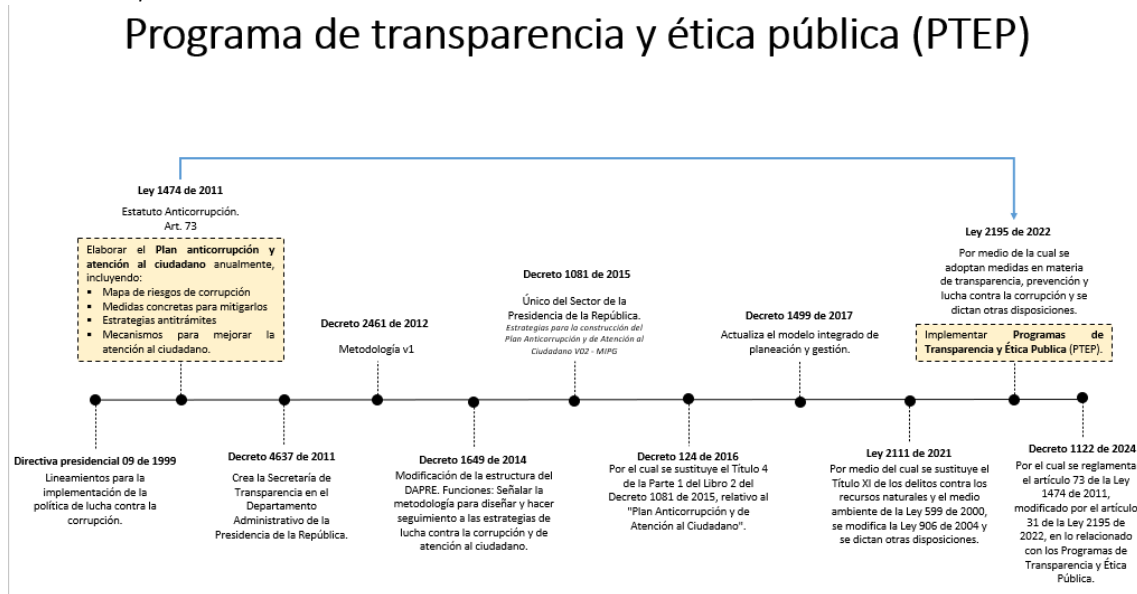 Programa de transparencia y ética pública (PTEP)
Ley 1474 de 2011
Estatuto Anticorrupción.
Art. 73
Elaborar el Plan anticorrupción y
atención al ciudadano anualmente,
incluyendo:
▪ Mapa de riesgos de corrupción
▪ Medidas concretas para mitigarlos
▪ Estrategias antitrámites
▪ Mecanismos para mejorar la
atención al ciudadano.
Decreto 2461 de 2012
Metodología v1
Decreto 1081 de 2015
Único del Sector de la
Presidencia de la República.
Estrategias para la construcción del
Plan Anticorrupción y de Atención al
Ciudadano V02 - MIPG
Decreto 1499 de 2017
Actualiza el modelo integrado de
planeación y gestión.
Ley 2195 de 2022
Por medio de la cual se
adoptan medidas en materia
de transparencia, prevención y
lucha contra la corrupción y se
dictan otras disposiciones.
Implementar Programas de
Transparencia y Ética Publica (PTEP).
Directiva presidencial 09 de 1999
Lineamientos para la
implementación de la
política de lucha contra la
corrupción.
Decreto 4637 de 2011
Crea la Secretaría de
Transparencia en el
Departamento
Administrativo de la
Presidencia de la República.
Decreto 1649 de 2014
Modificación de la estructura del
DAPRE. Funciones: Señalar la
metodología para diseñar y hacer
seguimiento a las estrategias de
lucha contra la corrupción y de
atención al ciudadano.
Decreto 124 de 2016
Por el cual se sustituye el Título 4
de la Parte 1 del Libro 2 del
Decreto 1081 de 2015, relativo al
"Plan Anticorrupción y de
Atención al Ciudadano".
Ley 2111 de 2021
Por medio del cual se sustituye el
Título XI de los delitos contra los
recursos naturales y el medio
ambiente de la Ley 599 de 2000,
se modifica la Ley 906 de 2004 y
se dictan otras disposiciones.
Decreto 1122 de 2024
Por el cual se reglamenta
el artículo 73 de la Ley
1474 de 2011,
modificado por el artículo
31 de la Ley 2195 de
2022, en lo relacionado
con los Programas de
Transparencia y Ética
Pública.